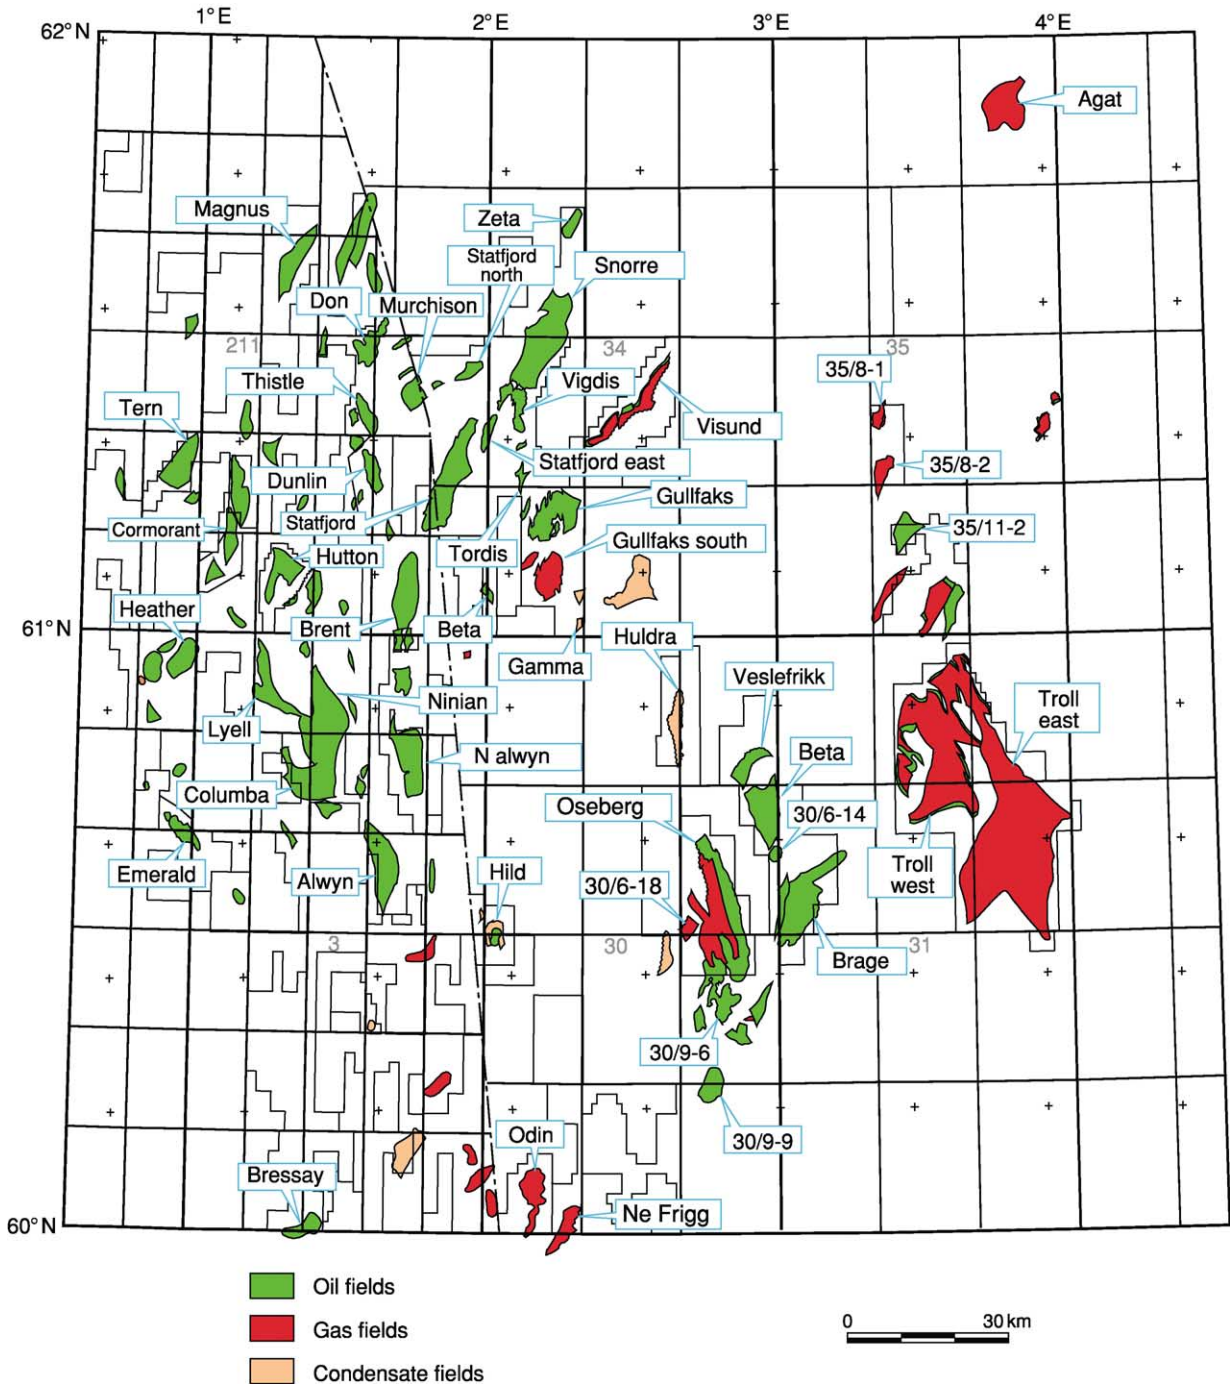 1°E
2°E
3°E
4°E
62°N
Agat
Magnus
Zeta
Statfjord
north
Snorre
Don
Murchison
211
34
35
35/8-1
Thistle
Vigdis
Tern
Visund
Statfjord east
35/8-2
Dunlin
Gullfaks
Statfjord
Cormorant
35/11-2
Tordis
Gullfaks south
Hutton
Heather
61°N
Brent
Beta
Huldra
Gamma
Veslefrikk
Ninian
Troll
east
Lyell
N alwyn
Beta
Columba
Oseberg
30/6-14
Emerald
Alwyn
Hild
30/6-18
Troll
west
3
30
31
Brage
30/9-6
Odin
30/9-9
Bressay
Ne Frigg
60°N
Oil fields
Gas fields
Condensate fields
0
30 km